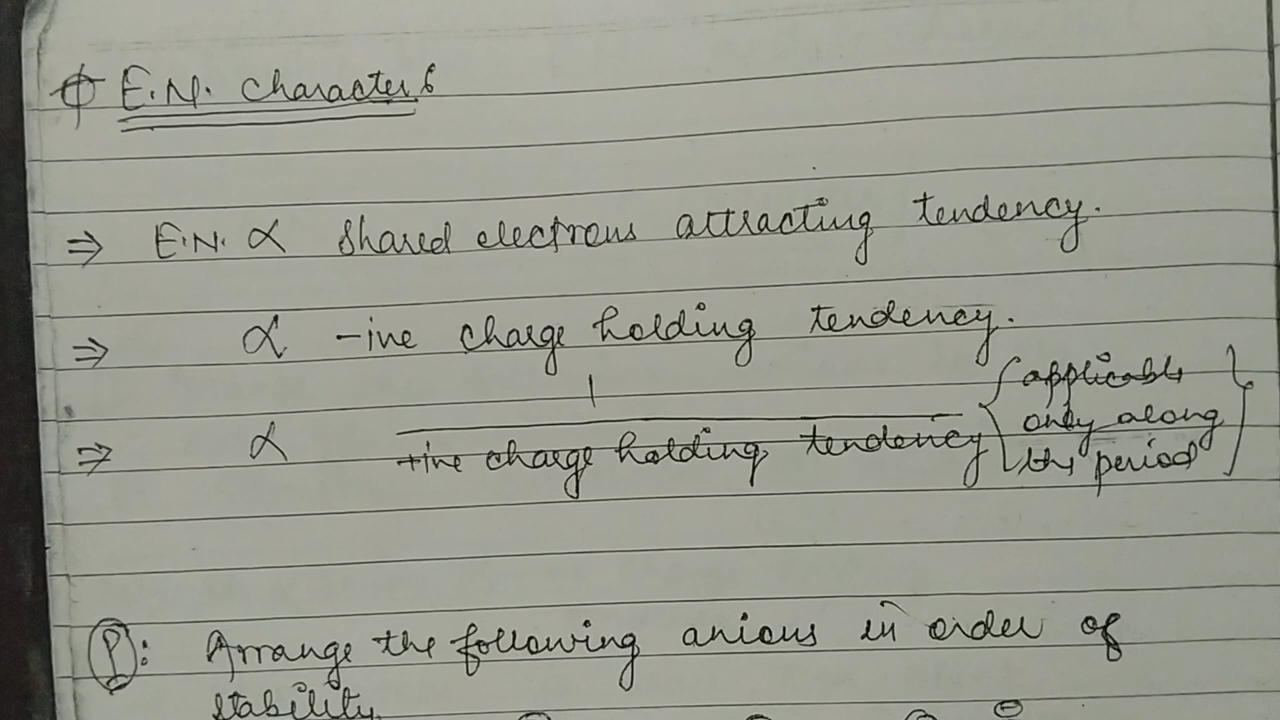 E.N. character
⇒ E.N. ∝ shared electrons attracting tendency.
⇒ ∝ -ive charge holding tendency.
⇒ ∝ 1 / +ive charge holding tendency { applicable only along the period }
(P): Arrange the following anions in order of
stability.